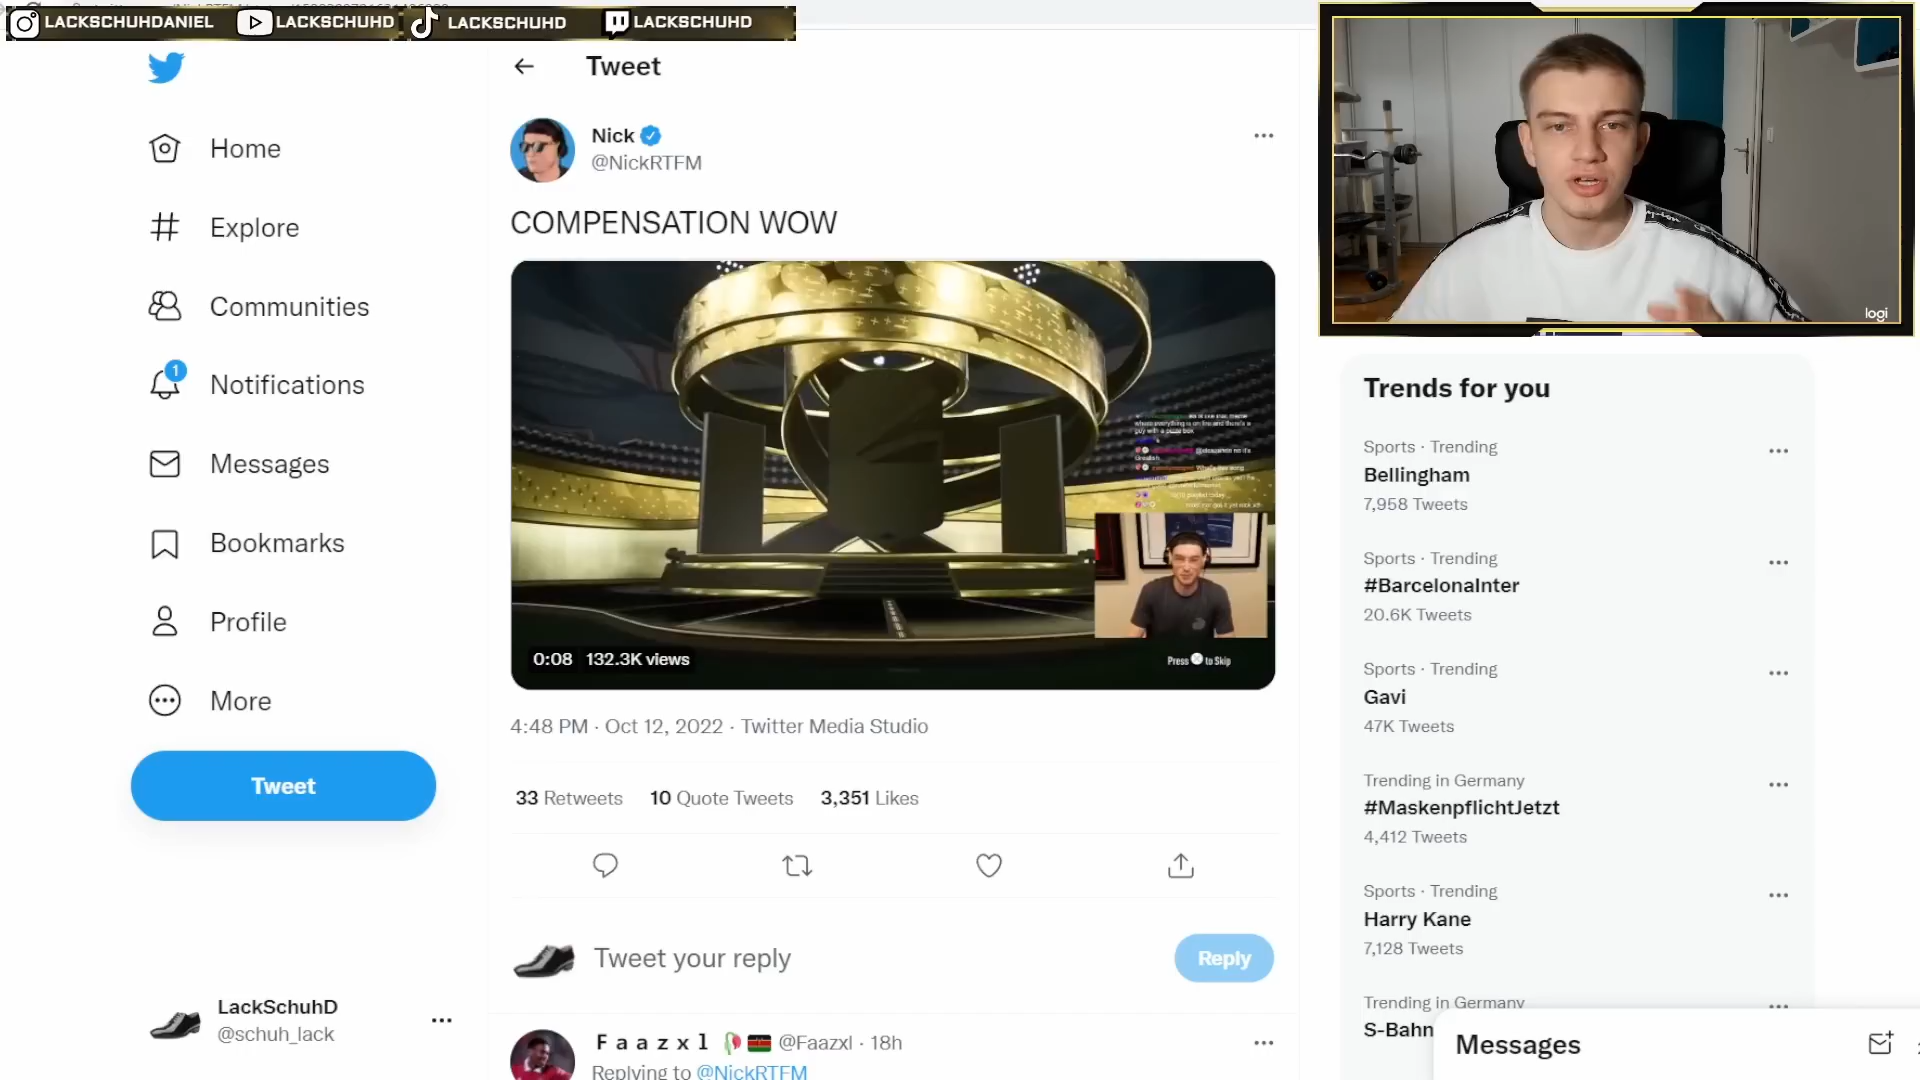 LACKSCHUHDANIEL
LACKSCHUHD
LACKSCHUHD
LACKSCHUHD
Home
Explore
Communities
1
Notifications
Messages
Bookmarks
Profile
More
Tweet
LackSchuhD
@schuh_lack
Tweet
Nick
@NickRTFM
COMPENSATION WOW
0:08 132.3K views
Press to Skip
4:48 PM · Oct 12, 2022 · Twitter Media Studio
33 Retweets 10 Quote Tweets 3,351 Likes
Tweet your reply
Reply
Faazxl @Faazxl · 18h
Replying to @NickRTFM
logi
Trends for you
Sports · Trending
Bellingham
7,958 Tweets
Sports · Trending
#BarcelonaInter
20.6K Tweets
Sports · Trending
Gavi
47K Tweets
Trending in Germany
#MaskenpflichtJetzt
4,412 Tweets
Sports · Trending
Harry Kane
7,128 Tweets
Trending in Germany
S-Bahn
Messages